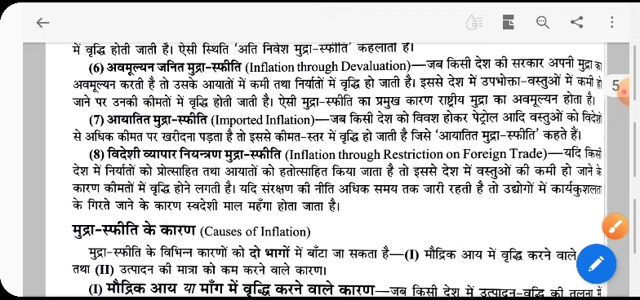 में वृद्धि होती जाती है। ऐसी स्थिति 'अति निवेश मुद्रा-स्फीति' कहलाती है।
(6) अवमूल्यन जनित मुद्रा-स्फीति (Inflation through Devaluation)—जब किसी देश की सरकार अपनी मुद्रा का
अवमूल्यन करती है तो उसके आयातों में कमी तथा निर्यातों में वृद्धि हो जाती है। इससे देश में उपभोक्ता-वस्तुओं में कमी हो
जाने पर उनकी कीमतों में वृद्धि होती जाती है। ऐसी मुद्रा-स्फीति का प्रमुख कारण राष्ट्रीय मुद्रा का अवमूल्यन होता है।
(7) आयातित मुद्रा-स्फीति (Imported Inflation)—जब किसी देश को विवश होकर पेट्रोल आदि वस्तुओं को विदेशों
से अधिक कीमत पर खरीदना पड़ता है तो इससे कीमत-स्तर में वृद्धि हो जाती है जिसे 'आयातित मुद्रा-स्फीति' कहते हैं।
(8) विदेशी व्यापार नियन्त्रण मुद्रा-स्फीति (Inflation through Restriction on Foreign Trade)—यदि किसी
देश में निर्यातों को प्रोत्साहित तथा आयातों को हतोत्साहित किया जाता है तो इससे देश में वस्तुओं की कमी हो जाने के
कारण कीमतों में वृद्धि होने लगती है। यदि संरक्षण की नीति अधिक समय तक जारी रहती है तो उद्योगों में कार्यकुशलता
के गिरते जाने के कारण स्वदेशी माल महँगा होता जाता है।
मुद्रा-स्फीति के कारण (Causes of Inflation)
मुद्रा-स्फीति के विभिन्न कारणों को दो भागों में बाँटा जा सकता है—(I) मौद्रिक आय में वृद्धि करने वाले
तथा (II) उत्पादन की मात्रा को कम करने वाले कारण।
(I) मौद्रिक आय या माँग में वृद्धि करने वाले कारण—जब किसी देश में उत्पादन-वृद्धि की तुलना में
5